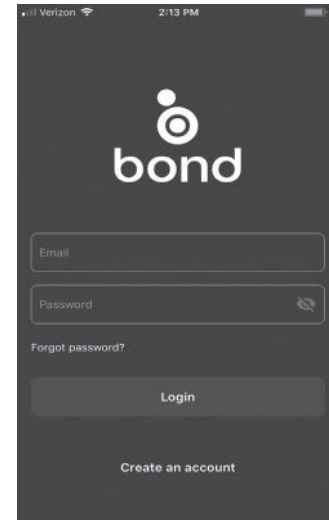 Verizon 2:13 PM
bond
Email
Password
Forgot password?
Login
Create an account